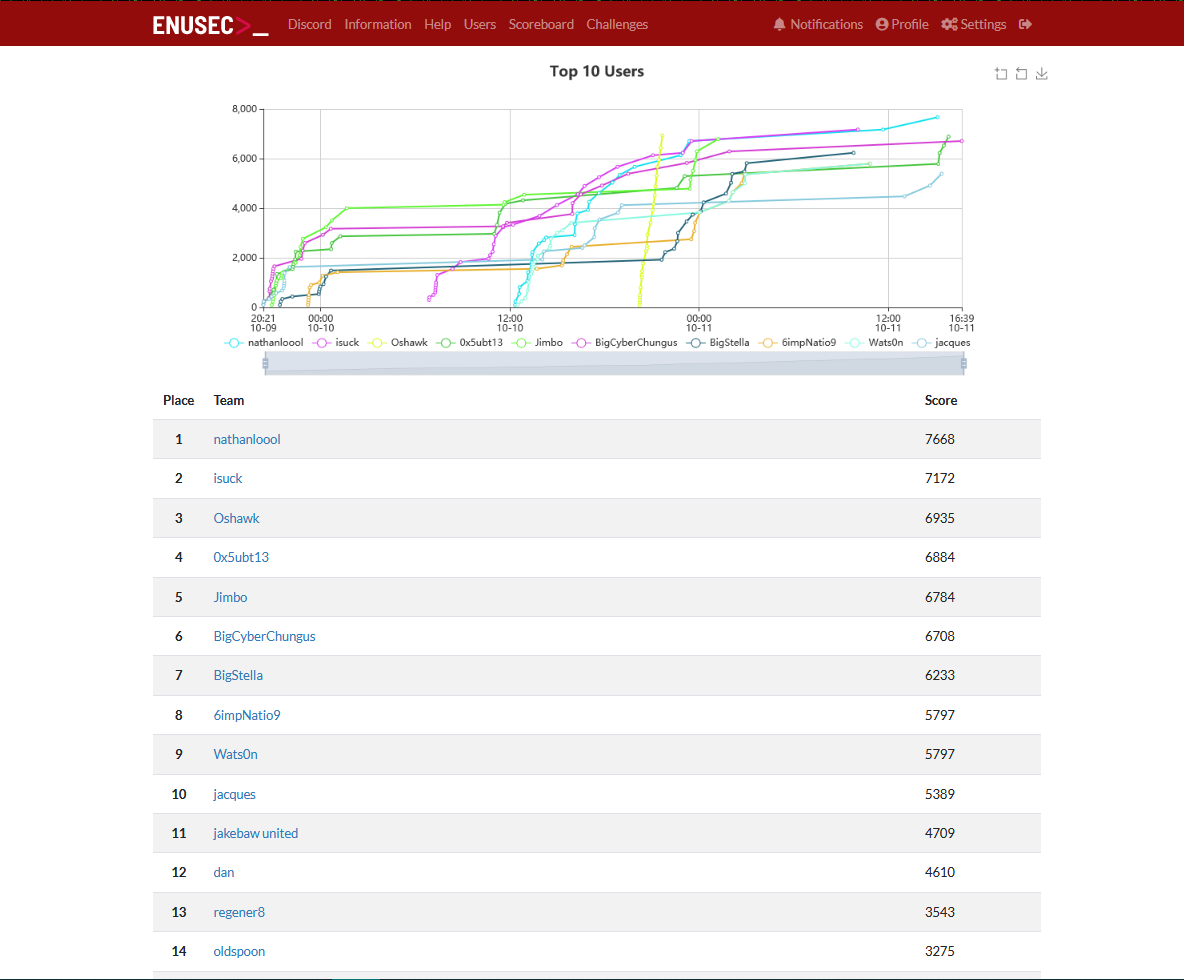 ENUSEC>_ Discord Information Help Users Scoreboard Challenges Notifications Profile Settings
Top 10 Users
8,000
6,000
4,000
2,000
0
20:21 00:00 12:00 00:00 12:00 16:39
10-09 10-10 10-10 10-11 10-11 10-11
nathanloool isuck Oshawk 0x5ubt13 Jimbo BigCyberChungus BigStella 6impNatio9 Wats0n jacques
Place Team Score
1 nathanloool 7668
2 isuck 7172
3 Oshawk 6935
4 0x5ubt13 6884
5 Jimbo 6784
6 BigCyberChungus 6708
7 BigStella 6233
8 6impNatio9 5797
9 Wats0n 5797
10 jacques 5389
11 jakebaw united 4709
12 dan 4610
13 regener8 3543
14 oldspoon 3275